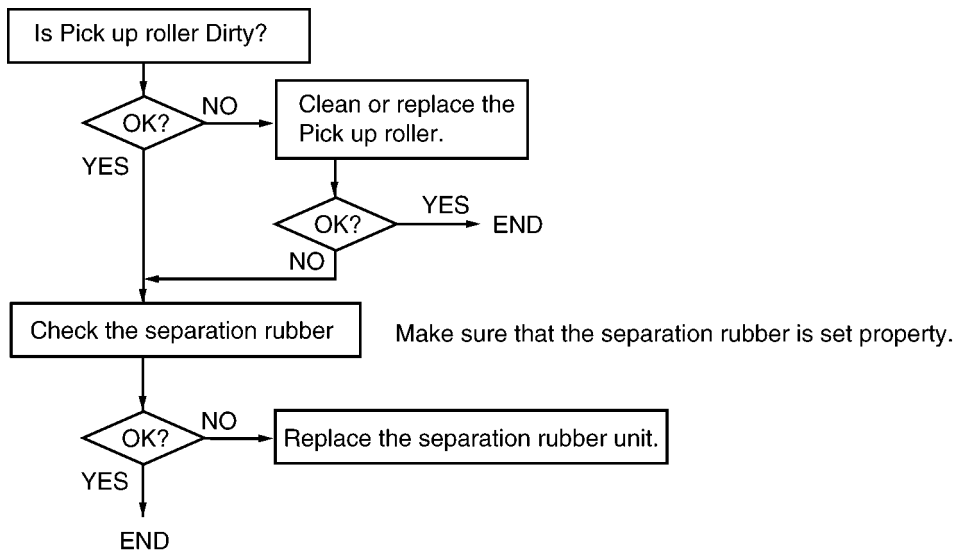 Is Pick up roller Dirty?
OK?
NO
Clean or replace the
Pick up roller.
YES
OK?
YES
END
NO
Check the separation rubber
Make sure that the separation rubber is set property.
OK?
NO
Replace the separation rubber unit.
YES
END